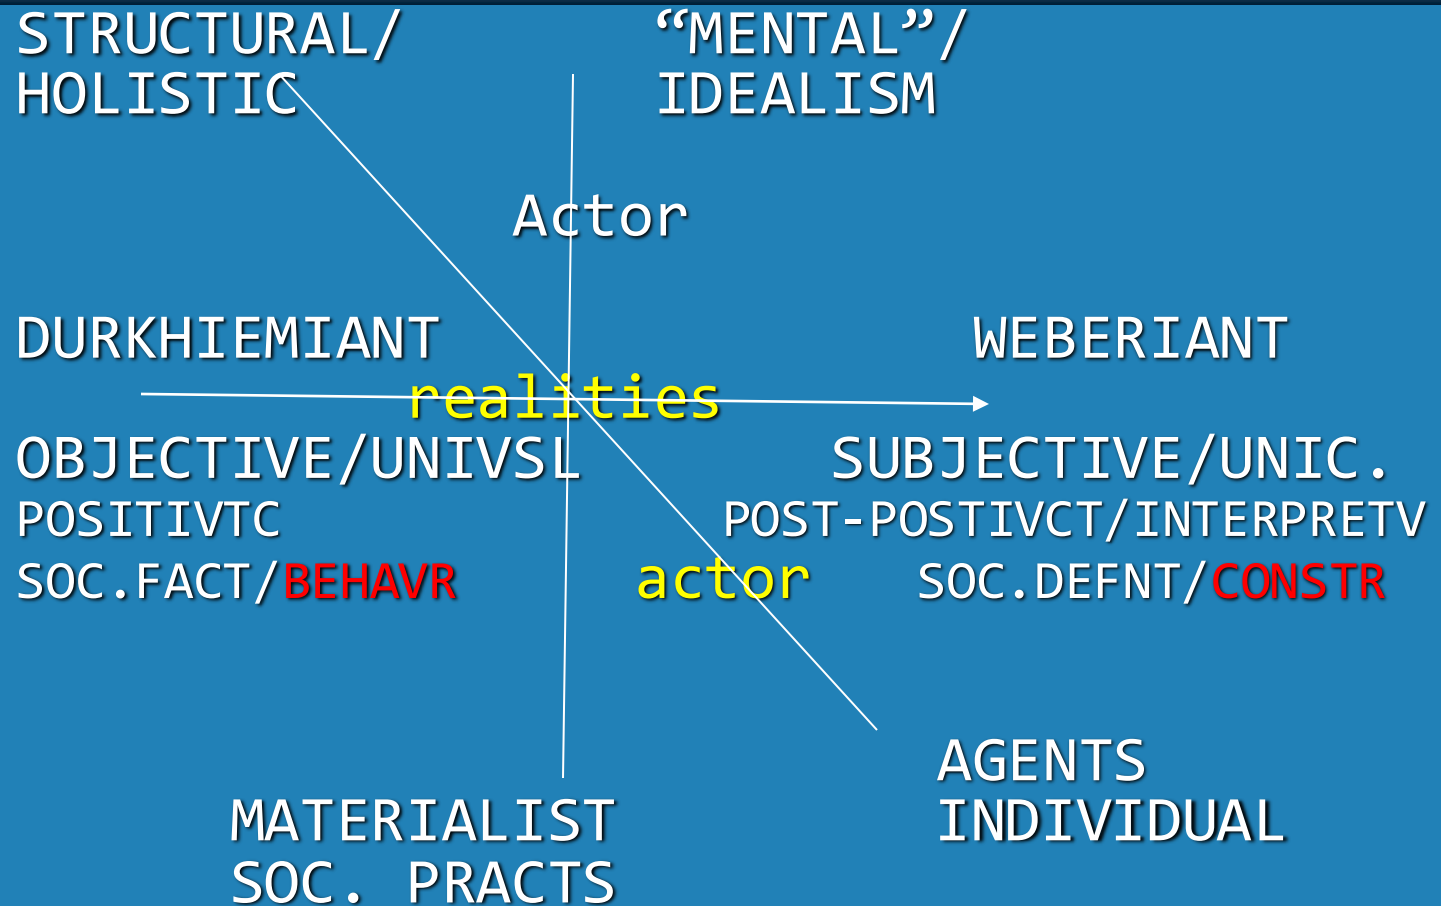 STRUCTURAL/
HOLISTIC
“MENTAL”/
IDEALISM
Actor
DURKHIEMIANT
WEBERIANT
realities
OBJECTIVE/UNIVSL
SUBJECTIVE/UNIC.
POSITIVTC
POST-POSTIVCT/INTERPRETV
SOC.FACT/BEHAVR
actor
SOC.DEFNT/CONSTR
AGENTS
INDIVIDUAL
MATERIALIST
SOC. PRACTS